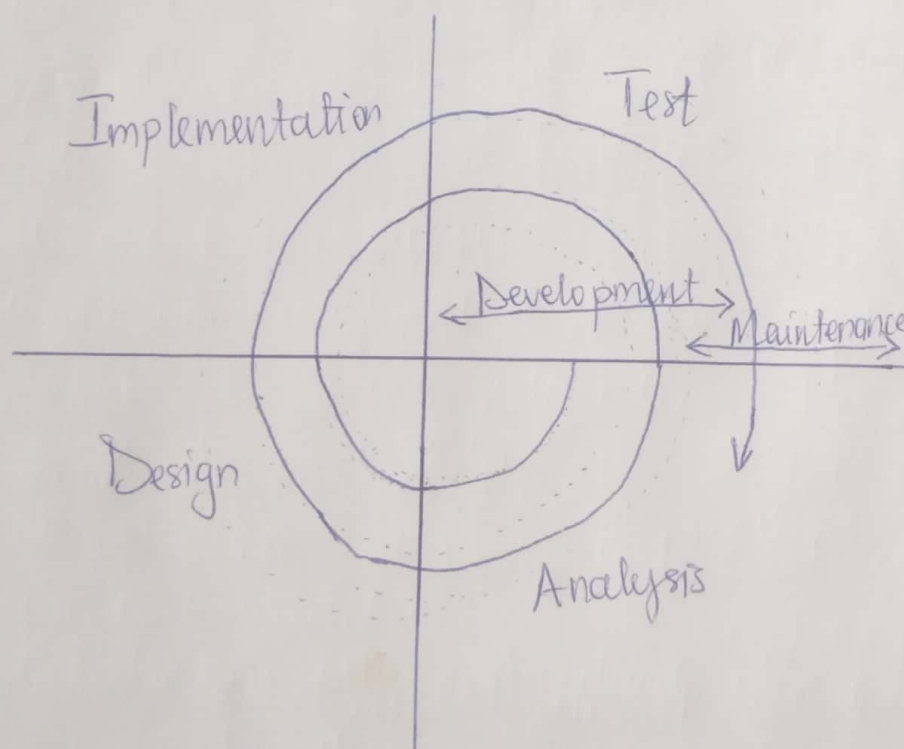 Implementation
Test
Development
Maintenance
Design
Analysis